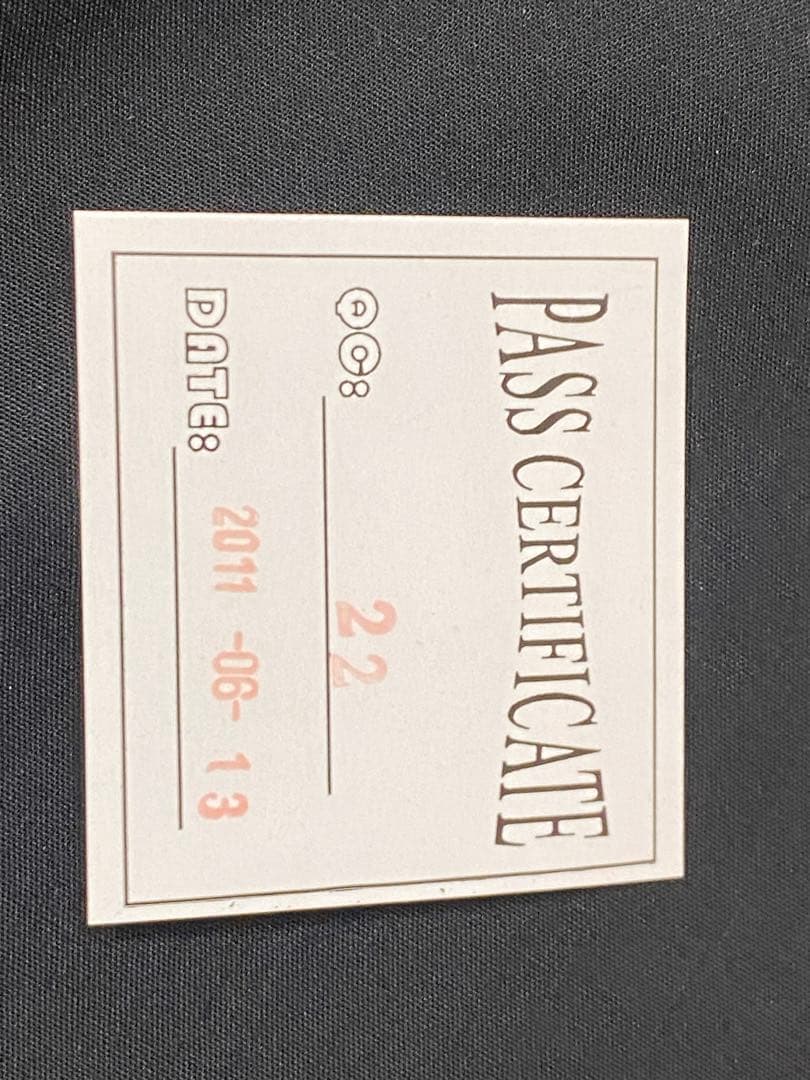 PASS CERTIFICATE
QC: 22
DATE: 2011 -06- 13